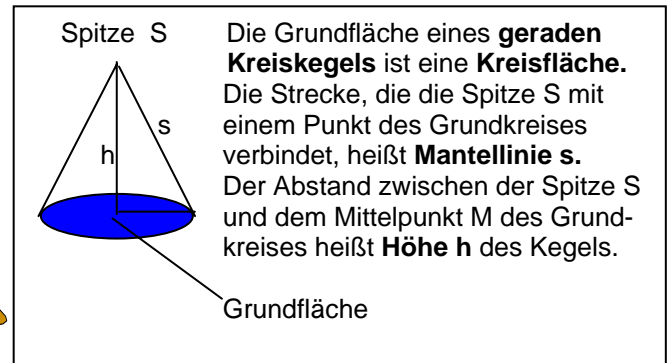 Spitze S
Die Grundfläche eines geraden
Kreiskegels ist eine Kreisfläche.
Die Strecke, die die Spitze S mit
einem Punkt des Grundkreises
verbindet, heißt Mantellinie s.
Der Abstand zwischen der Spitze S
und dem Mittelpunkt M des Grund-
kreises heißt Höhe h des Kegels.
s
h
Grundfläche